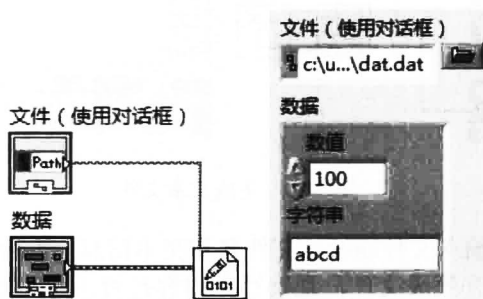 文件（使用对话框）
Path
数据
0101
文件（使用对话框）
c:\u...\dat.dat
数据
数值
100
字符串
abcd